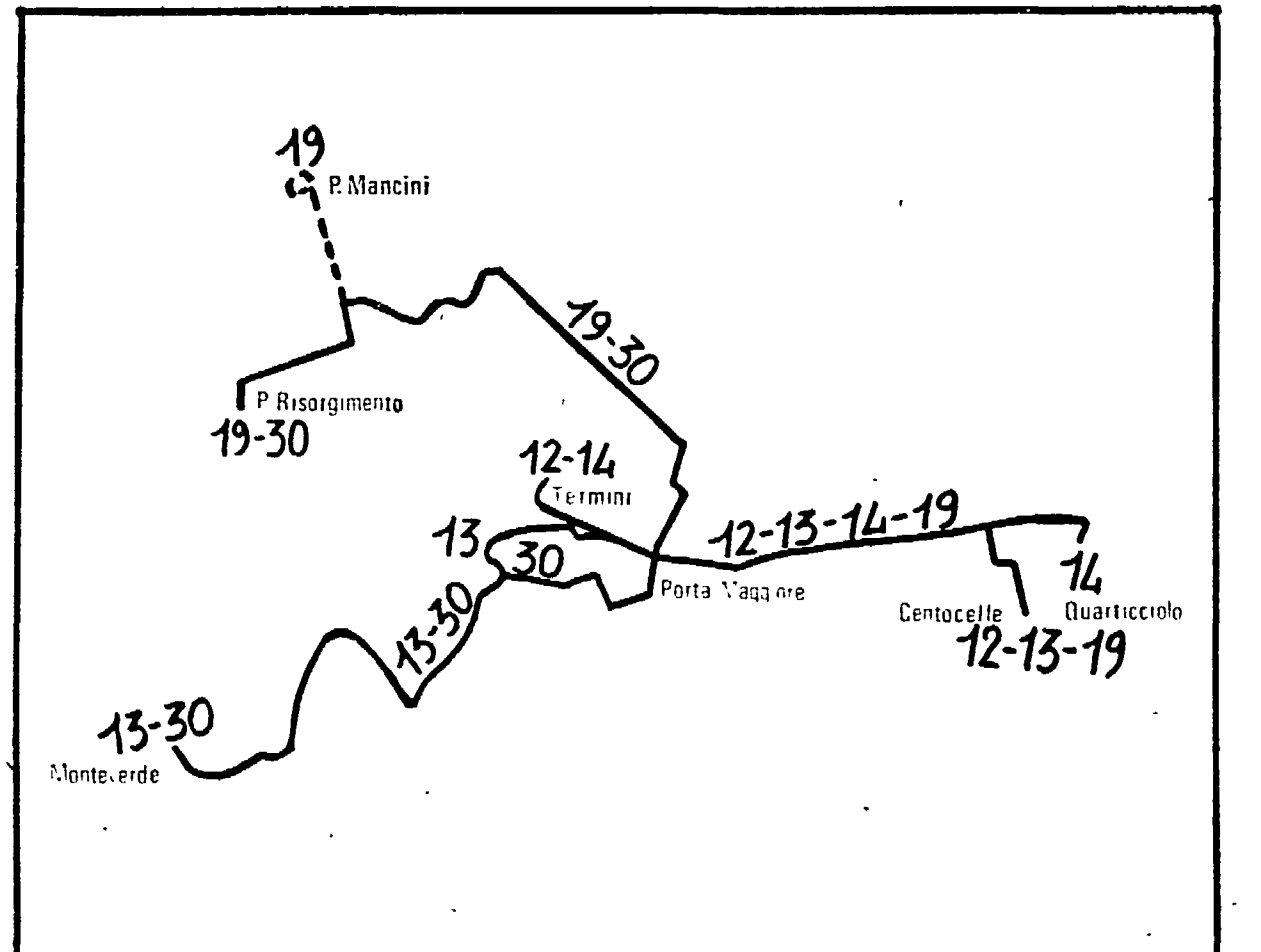 19
P. Mancini
19-30
P. Risorgimento
19-30
12-14
Termini
13
30
12-13-14-19
Porta
14
Centocelle
Quarticciolo
12-13-19
13-30
13-30